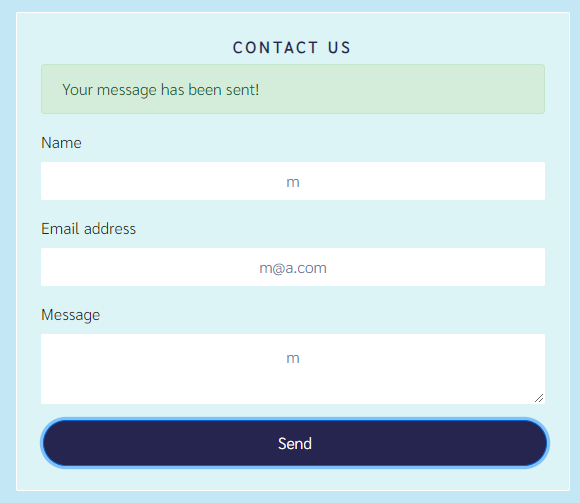 CONTACT US
Your message has been sent!
Name
m
Email address
m@a.com
Message
m
Send